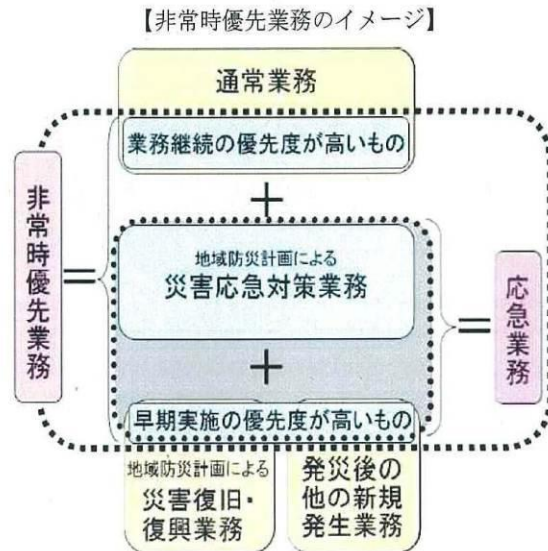 【非常時優先業務のイメージ】
通常業務
業務継続の優先度が高いもの
+
非常時優先業務
=
地域防災計画による
災害応急対策業務
=
応急業務
+
早期実施の優先度が高いもの
地域防災計画による
災害復旧・
復興業務
発災後の
他の新規
発生業務